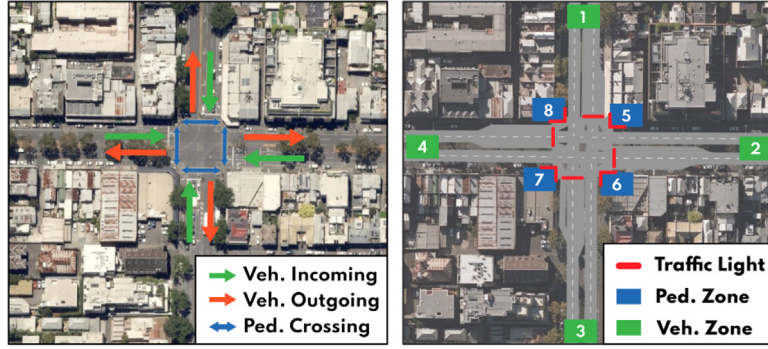 Veh. Incoming
Veh. Outgoing
Ped. Crossing
1
8
5
4
2
7
6
3
Traffic Light
Ped. Zone
Veh. Zone